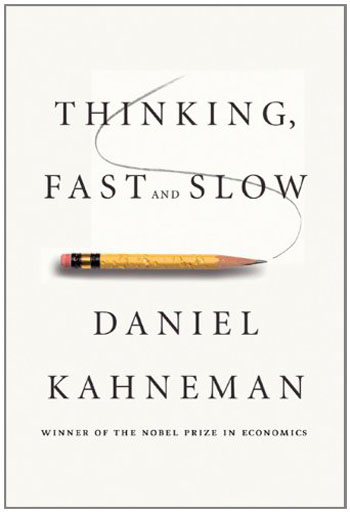 THINKING,
FAST AND SLOW
DANIEL
KAHNEMAN
WINNER OF THE NOBEL PRIZE IN ECONOMICS